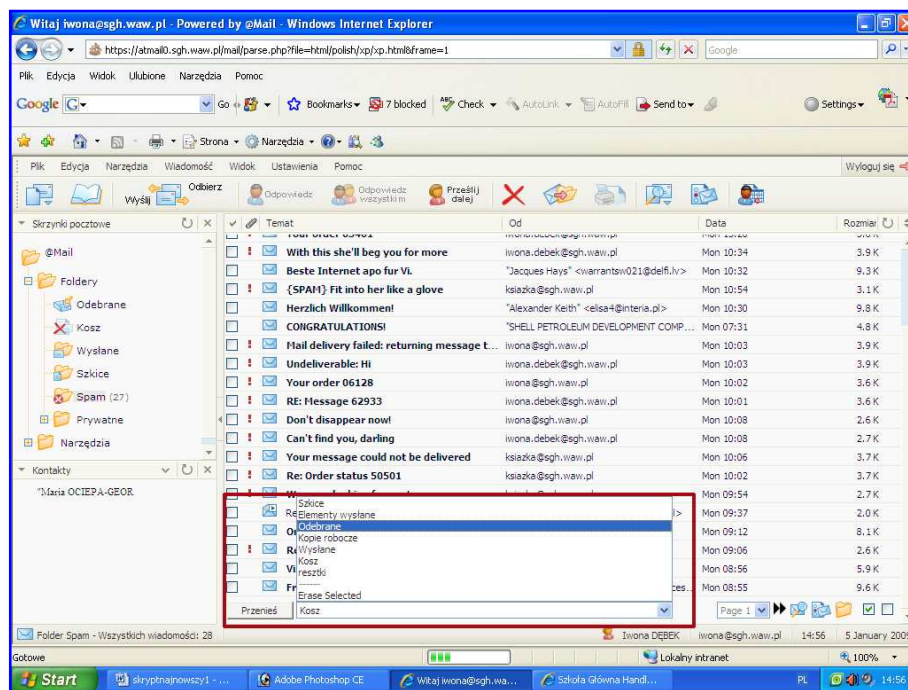 Witaj iwona@sgh.waw.pl - Powered by @Mail - Windows Internet Explorer
https://atmail0.sgh.waw.pl/mail/parse.php?file=html/polish/xp/xp.html&frame=1
Google
Plik Edycja Widok Ulubione Narzędzia Pomoc
Google G Go Bookmarks 7 blocked ABC Check AutoLink AutoFill Send to Settings
Strona Narzędzia
Plik Edycja Narzędzia Wiadomość Widok Ustawienia Pomoc Wyloguj się
Wyślij Odbierz Odpowiedz Odpowiedz wszystkim Prześlij dalej
Skrzynki pocztowe Temat Od Data Rozmiar
@Mail
Foldery
Odebrane
Kosz
Wysłane
Szkice
Spam (27)
Prywatne
Narzędzia
Kontakty
"Maria OCIEPA-GEOR
With this she'll beg you for more iwona.debek@sgh.waw.pl Mon 10:34 3.9 K
Beste Internet apo fur Vi. "Jacques Hays" <warrantsw021@delfi.lv> Mon 10:32 9.3 K
{SPAM} Fit into her like a glove ksiazka@sgh.waw.pl Mon 10:54 3.1 K
Herzlich Willkommen! "Alexander Keith" <elisa4@interia.pl> Mon 10:30 9.8 K
CONGRATULATIONS! "SHELL PETROLEUM DEVELOPMENT COMP... Mon 07:31 4.8 K
Mail delivery failed: returning message t... iwona@sgh.waw.pl Mon 10:03 3.9 K
Undeliverable: Hi iwona@sgh.waw.pl Mon 10:03 3.9 K
Your order 06128 iwona@sgh.waw.pl Mon 10:02 3.6 K
RE: Message 62933 iwona.debek@sgh.waw.pl Mon 10:01 3.6 K
Don't disappear now! iwona@sgh.waw.pl Mon 10:08 2.6 K
Can't find you, darling iwona.debek@sgh.waw.pl Mon 10:08 2.7 K
Your message could not be delivered ksiazka@sgh.waw.pl Mon 10:06 3.7 K
Re: Order status 50501 ksiazka@sgh.waw.pl Mon 10:02 3.7 K
Mon 09:54 2.7 K
Mon 09:37 2.0 K
Mon 09:12 8.1 K
Mon 09:06 2.6 K
Mon 08:56 5.9 K
Mon 08:55 9.6 K
Szkice
Elementy wysłane
Odebrane
Kopie robocze
Wysłane
Kosz
resztki
------
Erase Selected
Przenieś Kosz Page 1
Folder Spam - Wszystkich wiadomości: 28 Iwona DĘBEK iwona@sgh.waw.pl 14:56 5 January 200
Gotowe Lokalny intranet 100%
Start skryptnajnowszy1 - ... Adobe Photoshop CE Witaj iwona@sgh.wa... Szkoła Główna Handl... PL 14:56